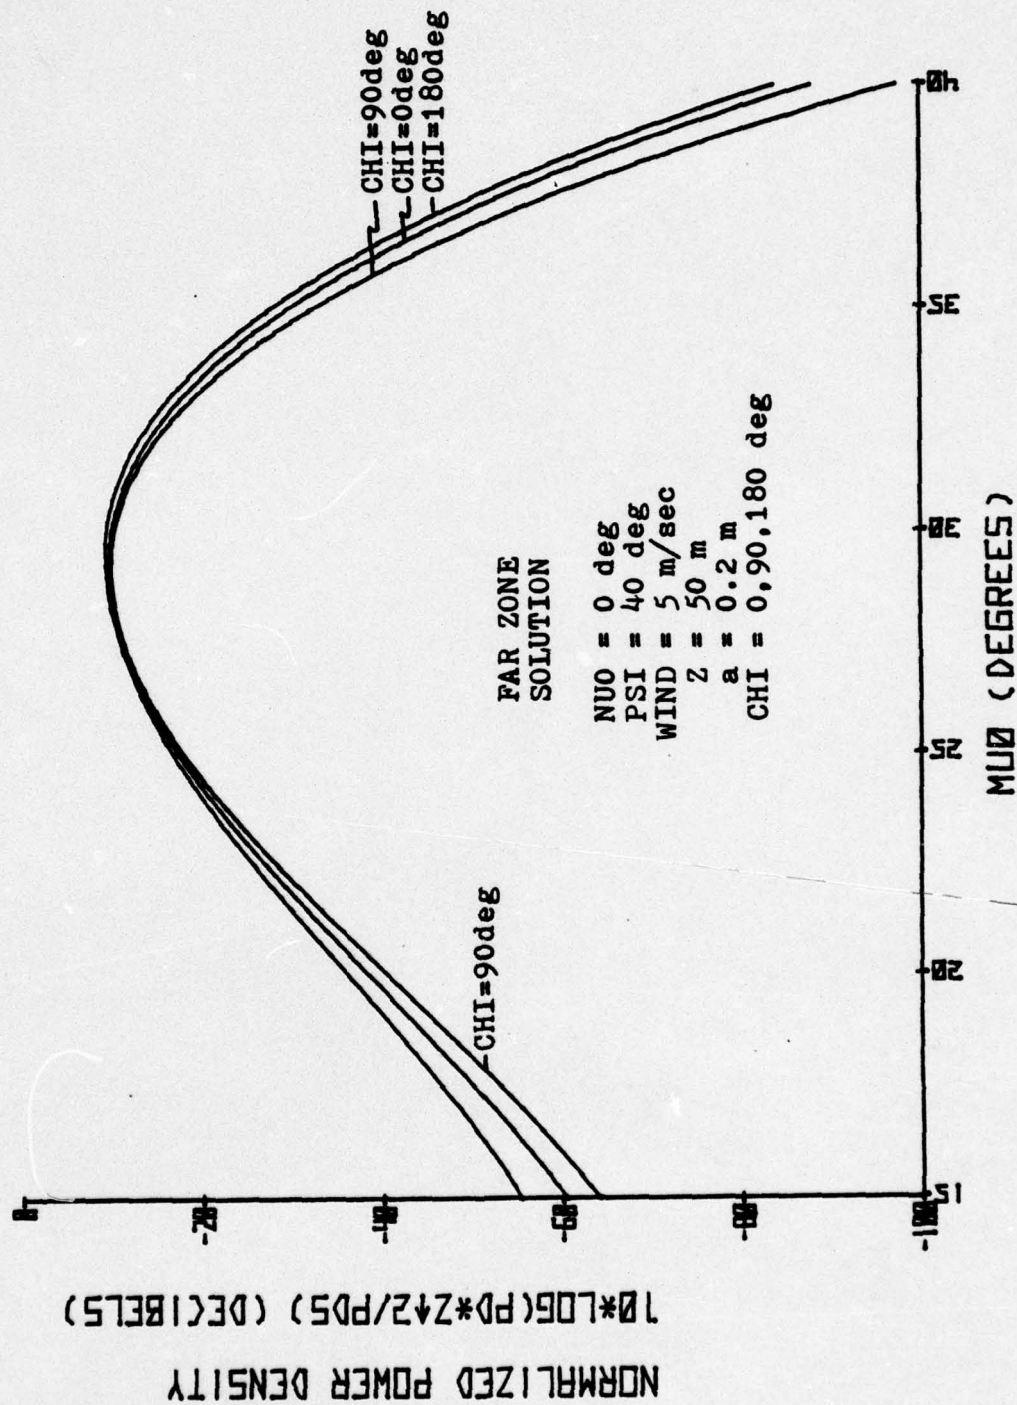 NORMALIZED POWER DENSITY
10*LOG(PD*Z↑2/PDS) (DECIBELS)
0
-20
-40
-60
-80
-100
CHI=90deg
CHI=0deg
CHI=180deg
CHI=90deg
FAR ZONE
SOLUTION
NUO = 0 deg
PSI = 40 deg
WIND = 5 m/sec
Z = 50 m
a = 0.2 m
CHI = 0,90,180 deg
15
20
25
30
35
40
MU0 (DEGREES)